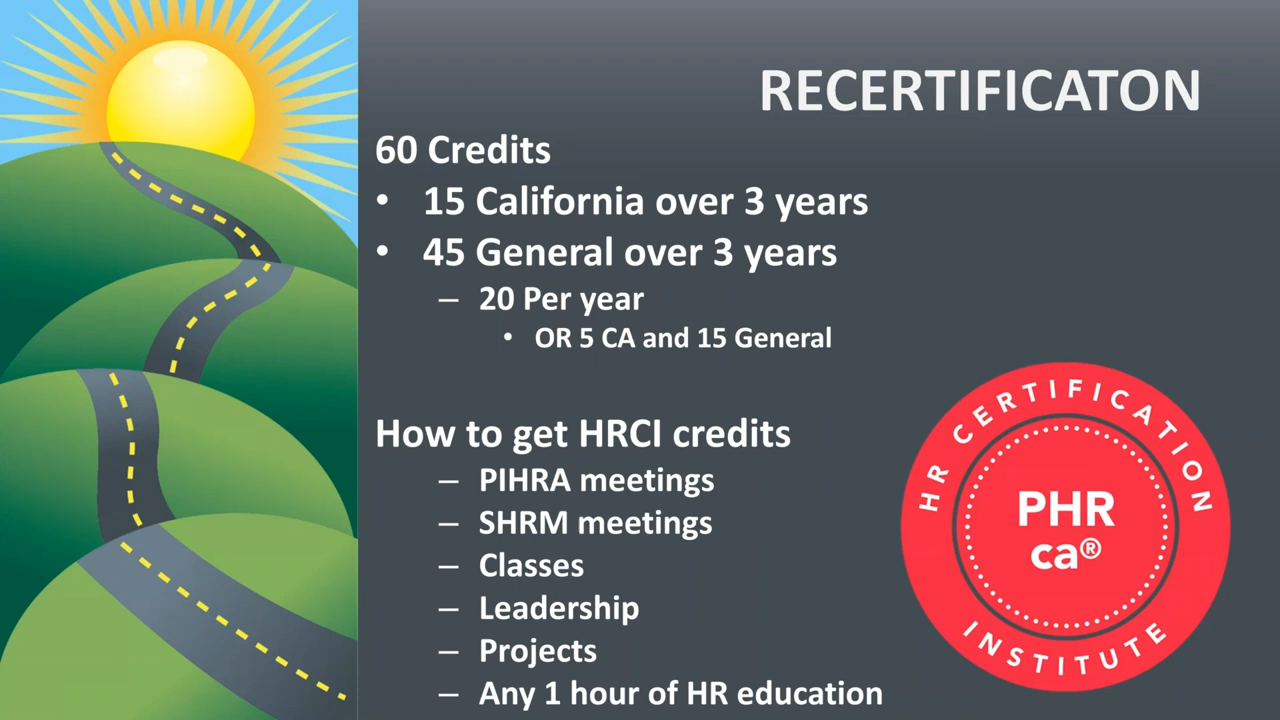 RECERTIFICATON
60 Credits
• 15 California over 3 years
• 45 General over 3 years
– 20 Per year
• OR 5 CA and 15 General
How to get HRCI credits
– PIHRA meetings
– SHRM meetings
– Classes
– Leadership
– Projects
– Any 1 hour of HR education
HR CERTIFICATION
PHR
ca®
INSTITUTE